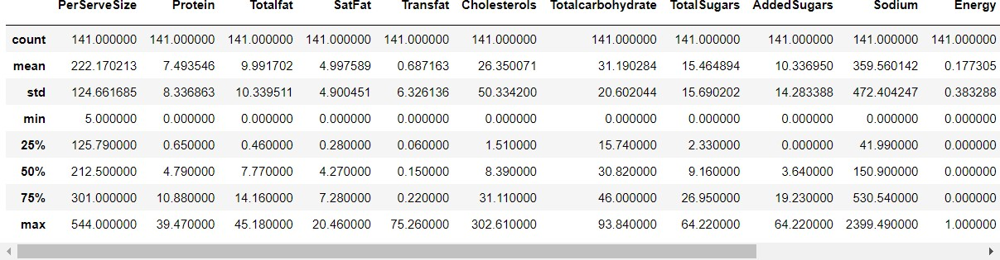 PerServeSize Protein Totalfat SatFat Transfat Cholesterols Totalcarbohydrate TotalSugars AddedSugars Sodium Energy
count 141.000000 141.000000 141.000000 141.000000 141.000000 141.000000 141.000000 141.000000 141.000000 141.000000 141.000000
mean 222.170213 7.493546 9.991702 4.997589 0.687163 26.350071 31.190284 15.464894 10.336950 359.560142 0.177305
std 124.661685 8.336863 10.339511 4.900451 6.326136 50.334200 20.602044 15.690202 14.283388 472.404247 0.383288
min 5.000000 0.000000 0.000000 0.000000 0.000000 0.000000 0.000000 0.000000 0.000000 0.000000 0.000000
25% 125.790000 0.650000 0.460000 0.280000 0.060000 1.510000 15.740000 2.330000 0.000000 41.990000 0.000000
50% 212.500000 4.790000 7.770000 4.270000 0.150000 8.390000 30.820000 9.160000 3.640000 150.900000 0.000000
75% 301.000000 10.880000 14.160000 7.280000 0.220000 31.110000 46.000000 26.950000 19.230000 530.540000 0.000000
max 544.000000 39.470000 45.180000 20.460000 75.260000 302.610000 93.840000 64.220000 64.220000 2399.490000 1.000000